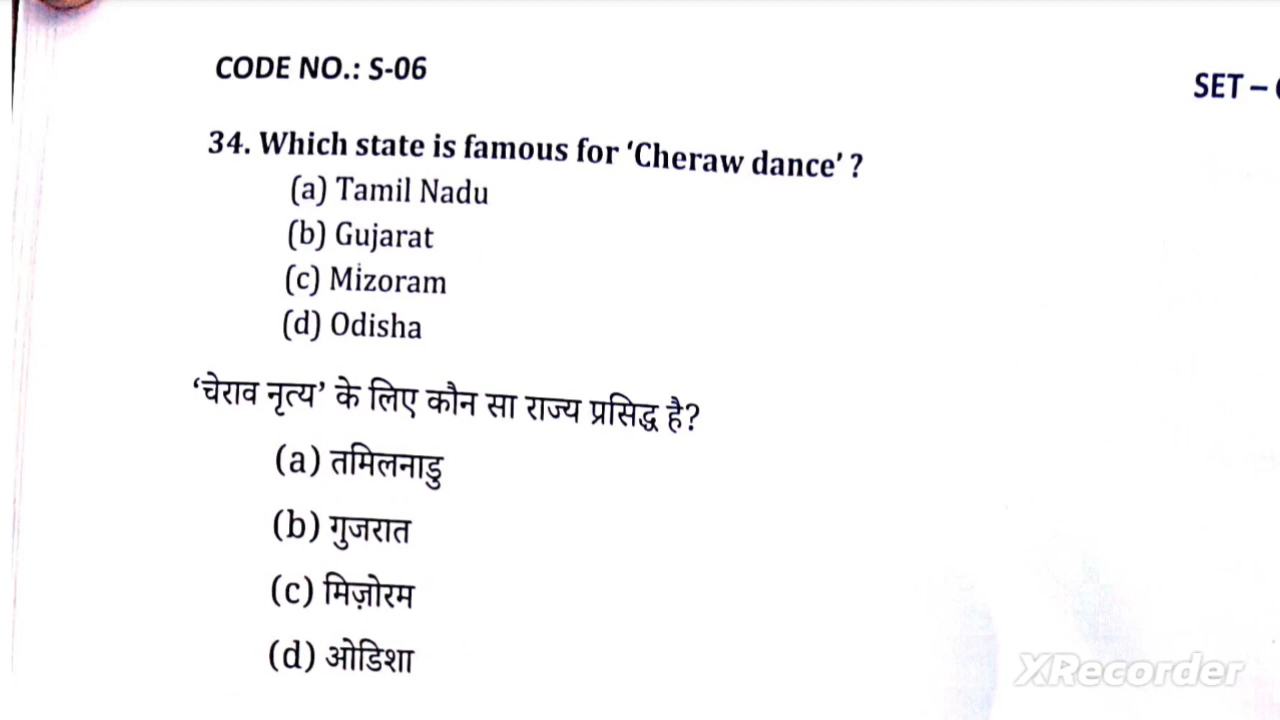 CODE NO.: S-06
SET –
34. Which state is famous for ‘Cheraw dance’ ?
(a) Tamil Nadu
(b) Gujarat
(c) Mizoram
(d) Odisha
‘चेराव नृत्य’ के लिए कौन सा राज्य प्रसिद्ध है?
(a) तमिलनाडु
(b) गुजरात
(c) मिज़ोरम
(d) ओडिशा
XRecorder